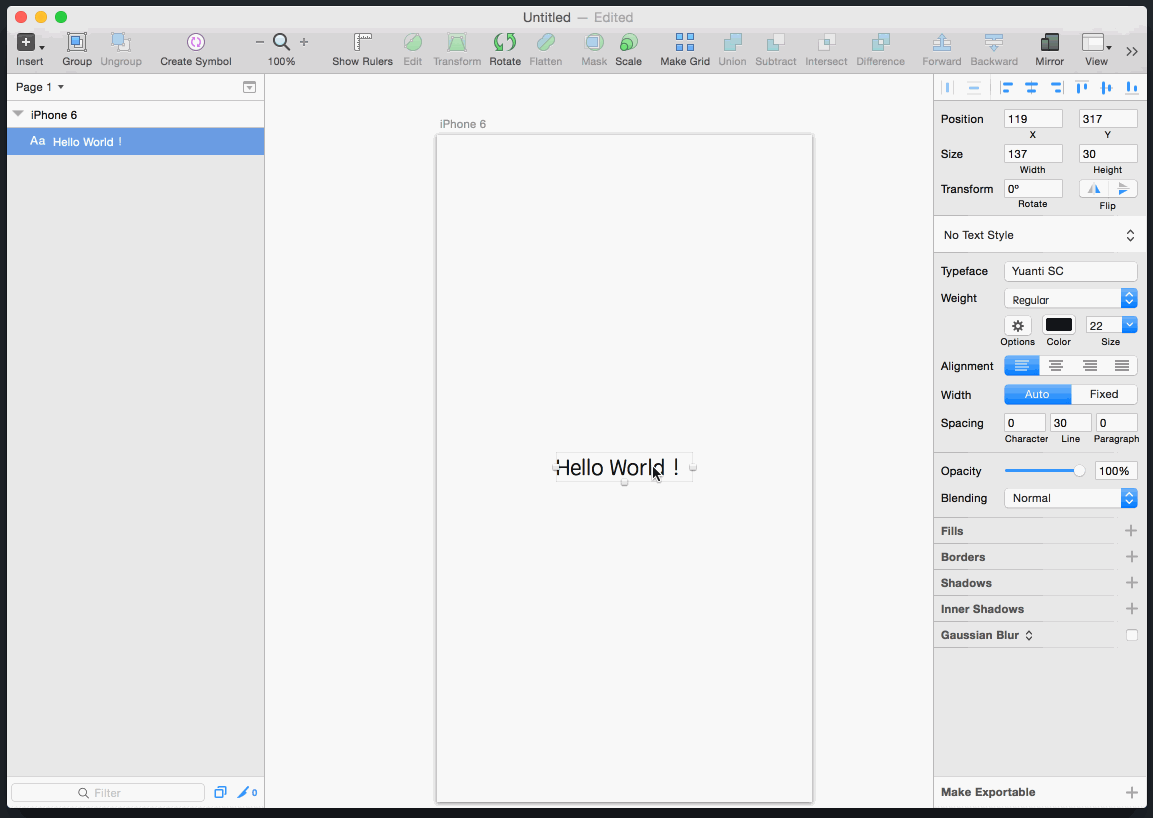 Untitled — Edited
Insert Group Ungroup Create Symbol 100% Show Rulers Edit Transform Rotate Flatten Mask Scale Make Grid Union Subtract Intersect Difference Forward Backward Mirror View
Page 1
iPhone 6
Aa Hello World !
Filter 0
iPhone 6
Hello World !
Position 119 317
X Y
Size 137 30
Width Height
Transform 0°
Rotate Flip
No Text Style
Typeface Yuanti SC
Weight Regular
22
Options Color Size
Alignment
Width Auto Fixed
Spacing 0 30 0
Character Line Paragraph
Opacity 100%
Blending Normal
Fills
Borders
Shadows
Inner Shadows
Gaussian Blur
Make Exportable